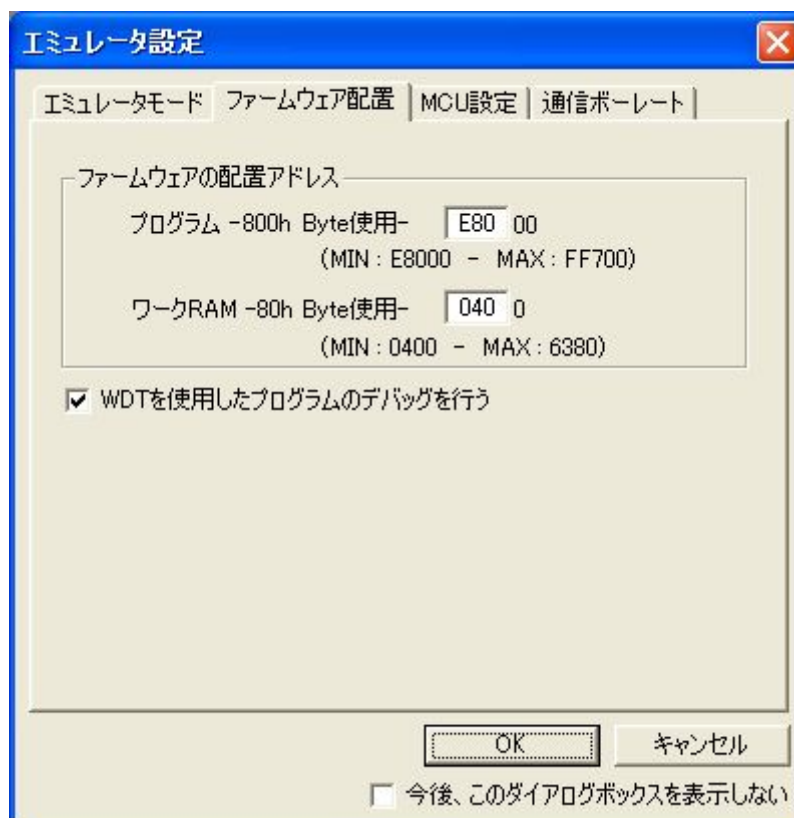 エミュレータ設定
エミュレータモード ファームウェア配置 MCU設定 通信ボーレート
ファームウェアの配置アドレス
プログラム -800h Byte使用- E80 00
(MIN : E8000 - MAX : FF700)
ワークRAM -80h Byte使用- 040 0
(MIN : 0400 - MAX : 6380)
WDTを使用したプログラムのデバッグを行う
OK キャンセル
今後、このダイアログボックスを表示しない